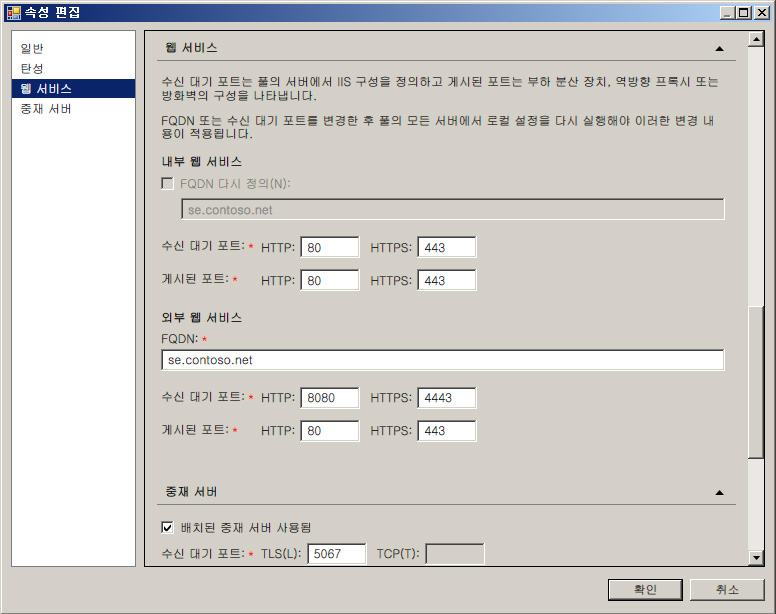 속성 편집
일반
탄성
웹 서비스
중재 서버
웹 서비스
수신 대기 포트는 풀의 서버에서 IIS 구성을 정의하고 게시된 포트는 부하 분산 장치, 역방향 프록시 또는
방화벽의 구성을 나타냅니다.
FQDN 또는 수신 대기 포트를 변경한 후 풀의 모든 서버에서 로컬 설정을 다시 실행해야 이러한 변경 내
용이 적용됩니다.
내부 웹 서비스
FQDN 다시 정의(N):
se.contoso.net
수신 대기 포트: * HTTP: 80 HTTPS: 443
게시된 포트: * HTTP: 80 HTTPS: 443
외부 웹 서비스
FQDN: *
se.contoso.net
수신 대기 포트: * HTTP: 8080 HTTPS: 4443
게시된 포트: * HTTP: 80 HTTPS: 443
중재 서버
배치된 중재 서버 사용됨
수신 대기 포트: * TLS(L): 5067 TCP(T):
확인 취소